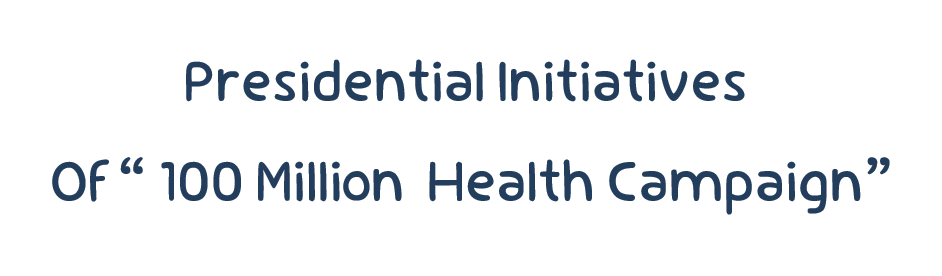 Presidential Initiatives
Of “ 100 Million Health Campaign”